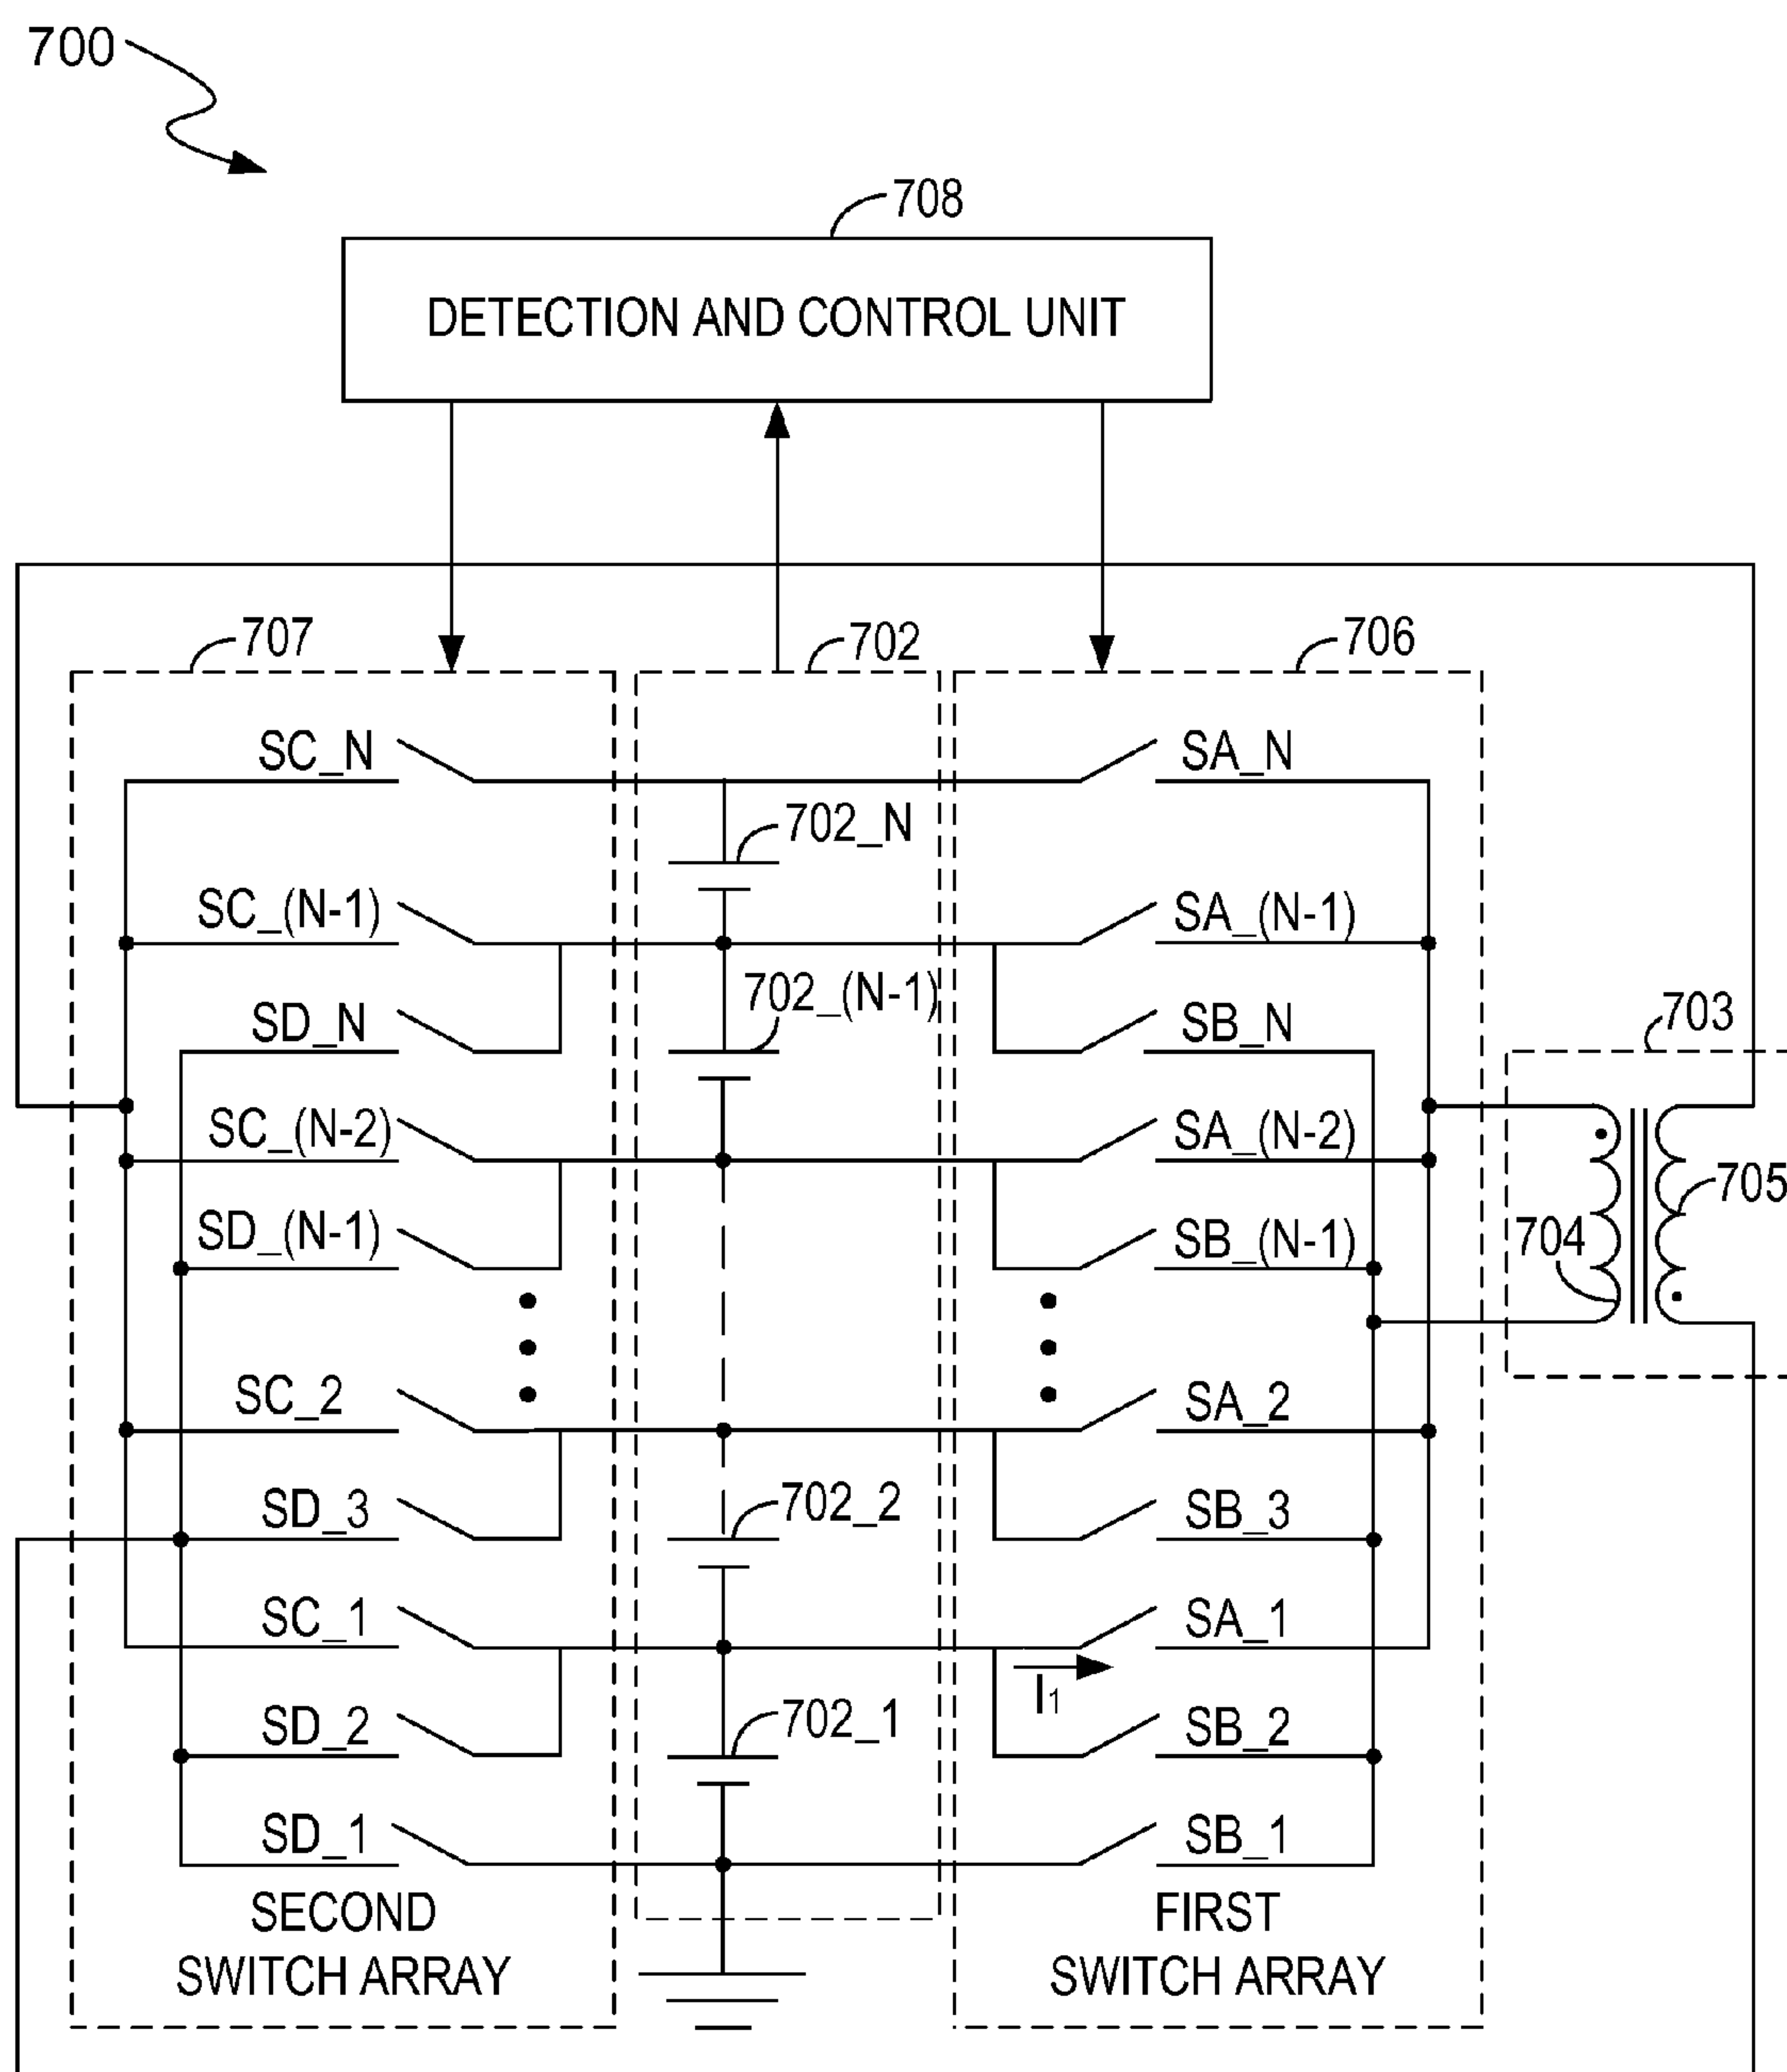 700
708
DETECTION AND CONTROL UNIT
707
702
706
SC_N
SA_N
702_N
SC_(N-1)
SA_(N-1)
702_(N-1)
SD_N
SB_N
703
SC_(N-2)
SA_(N-2)
705
SD_(N-1)
SB_(N-1)
704
SC_2
SA_2
SD_3
702_2
SB_3
SC_1
SA_1
I1
SD_2
702_1
SB_2
SD_1
SB_1
SECOND
SWITCH ARRAY
FIRST
SWITCH ARRAY